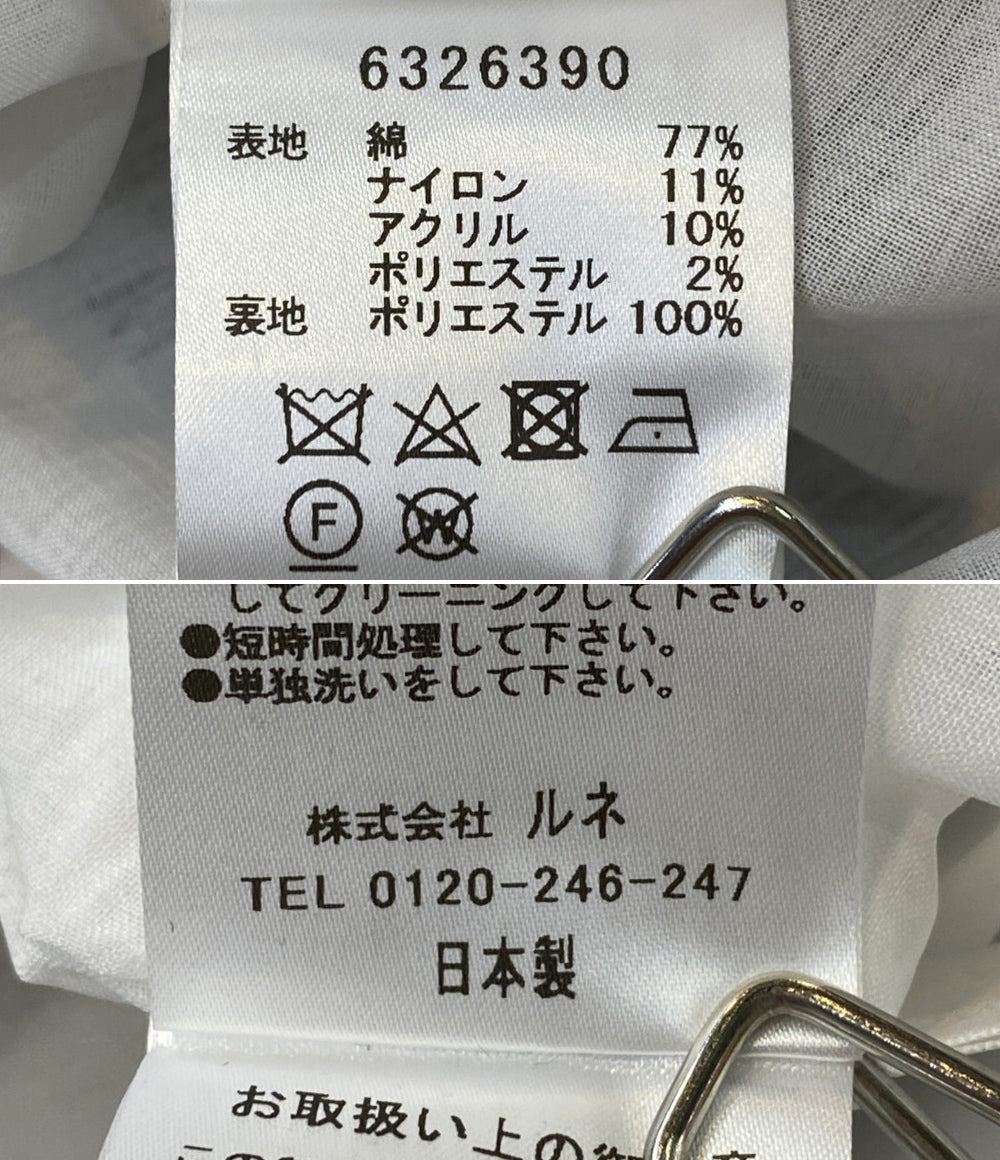 6326390
表地 綿 77%
ナイロン 11%
アクリル 10%
ポリエステル 2%
裏地 ポリエステル 100%
F W
してクリーニングして下さい。
●短時間処理して下さい。
●単独洗いをして下さい。
株式会社 ルネ
TEL 0120-246-247
日本製
お取扱い上の御